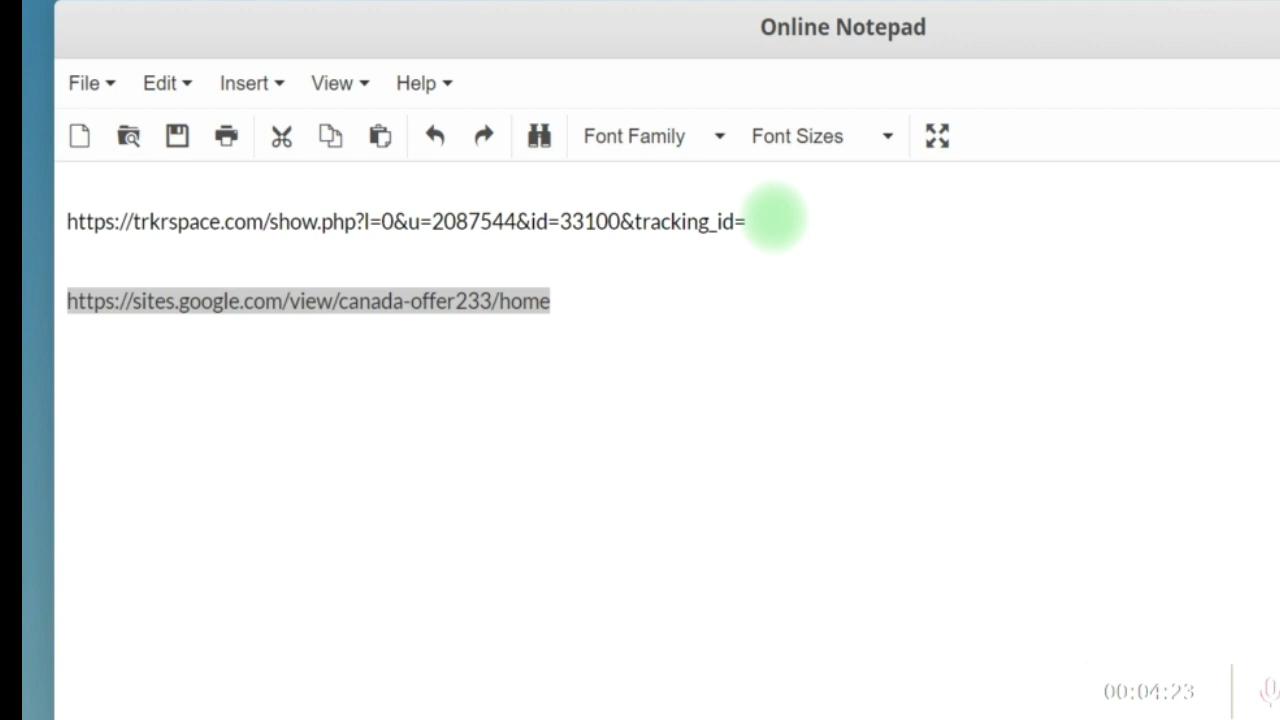 Online Notepad
File Edit Insert View Help
Font Family Font Sizes
https://trkrspace.com/show.php?l=0&u=2087544&id=33100&tracking_id=
https://sites.google.com/view/canada-offer233/home
00:04:23